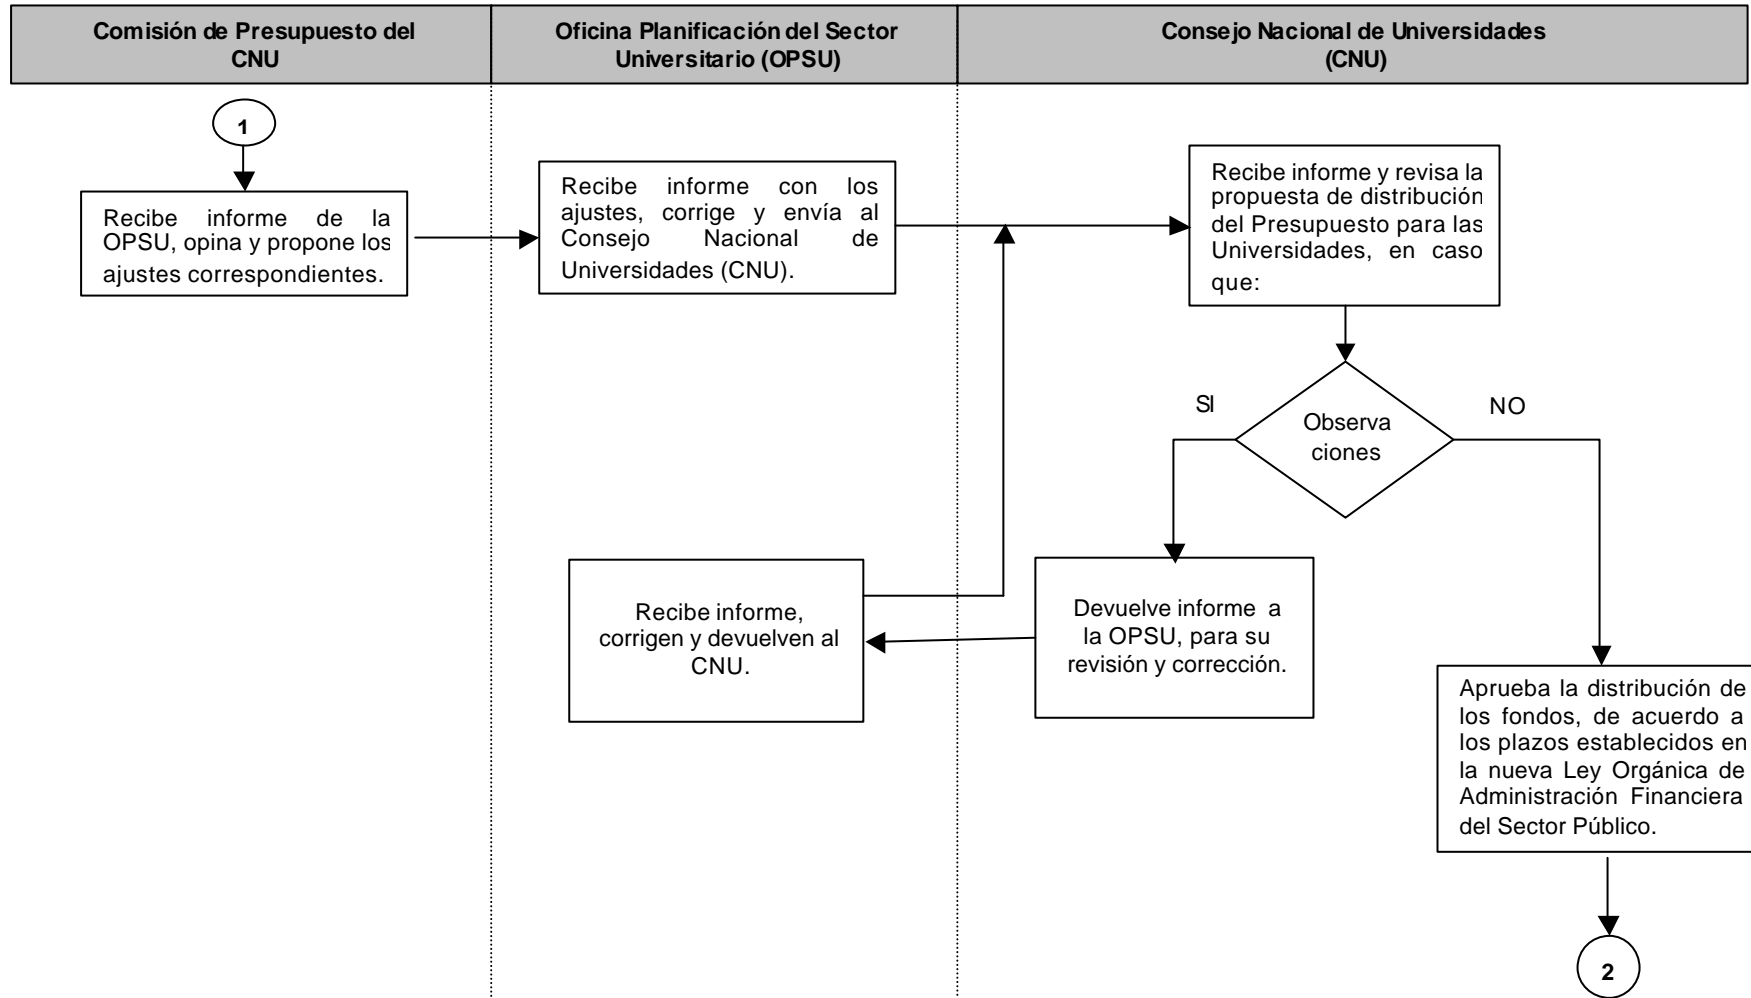 Comisión de Presupuesto del
CNU
Oficina Planificación del Sector
Universitario (OPSU)
Consejo Nacional de Universidades
(CNU)
1
Recibe informe de la
OPSU, opina y propone los
ajustes correspondientes.
Recibe informe con los
ajustes, corrige y envía al
Consejo Nacional de
Universidades (CNU).
Recibe informe y revisa la
propuesta de distribución
del Presupuesto para las
Universidades, en caso
que:
SI
NO
Observa
ciones
Recibe informe,
corrigen y devuelven al
CNU.
Devuelve informe a
la OPSU, para su
revisión y corrección.
Aprueba la distribución de
los fondos, de acuerdo a
los plazos establecidos en
la nueva Ley Orgánica de
Administración Financiera
del Sector Público.
2